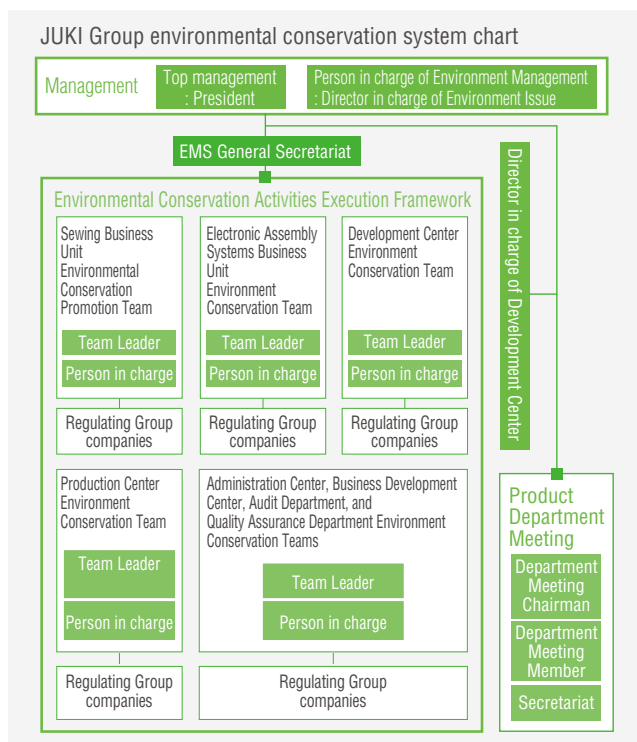 JUKI Group environmental conservation system chart
Management
Top management
: President
Person in charge of Environment Management
: Director in charge of Environment Issue
EMS General Secretariat
Director in charge of Development Center
Environmental Conservation Activities Execution Framework
Sewing Business
Unit
Environmental
Conservation
Promotion Team
Team Leader
Person in charge
Regulating Group
companies
Electronic Assembly
Systems Business
Unit
Environment
Conservation Team
Team Leader
Person in charge
Regulating Group
companies
Development Center
Environment
Conservation Team
Team Leader
Person in charge
Regulating Group
companies
Production Center
Environment
Conservation Team
Team Leader
Person in charge
Regulating Group
companies
Administration Center, Business Development
Center, Audit Department, and
Quality Assurance Department Environment
Conservation Teams
Team Leader
Person in charge
Regulating Group
companies
Product
Department
Meeting
Department
Meeting
Chairman
Department
Meeting
Member
Secretariat